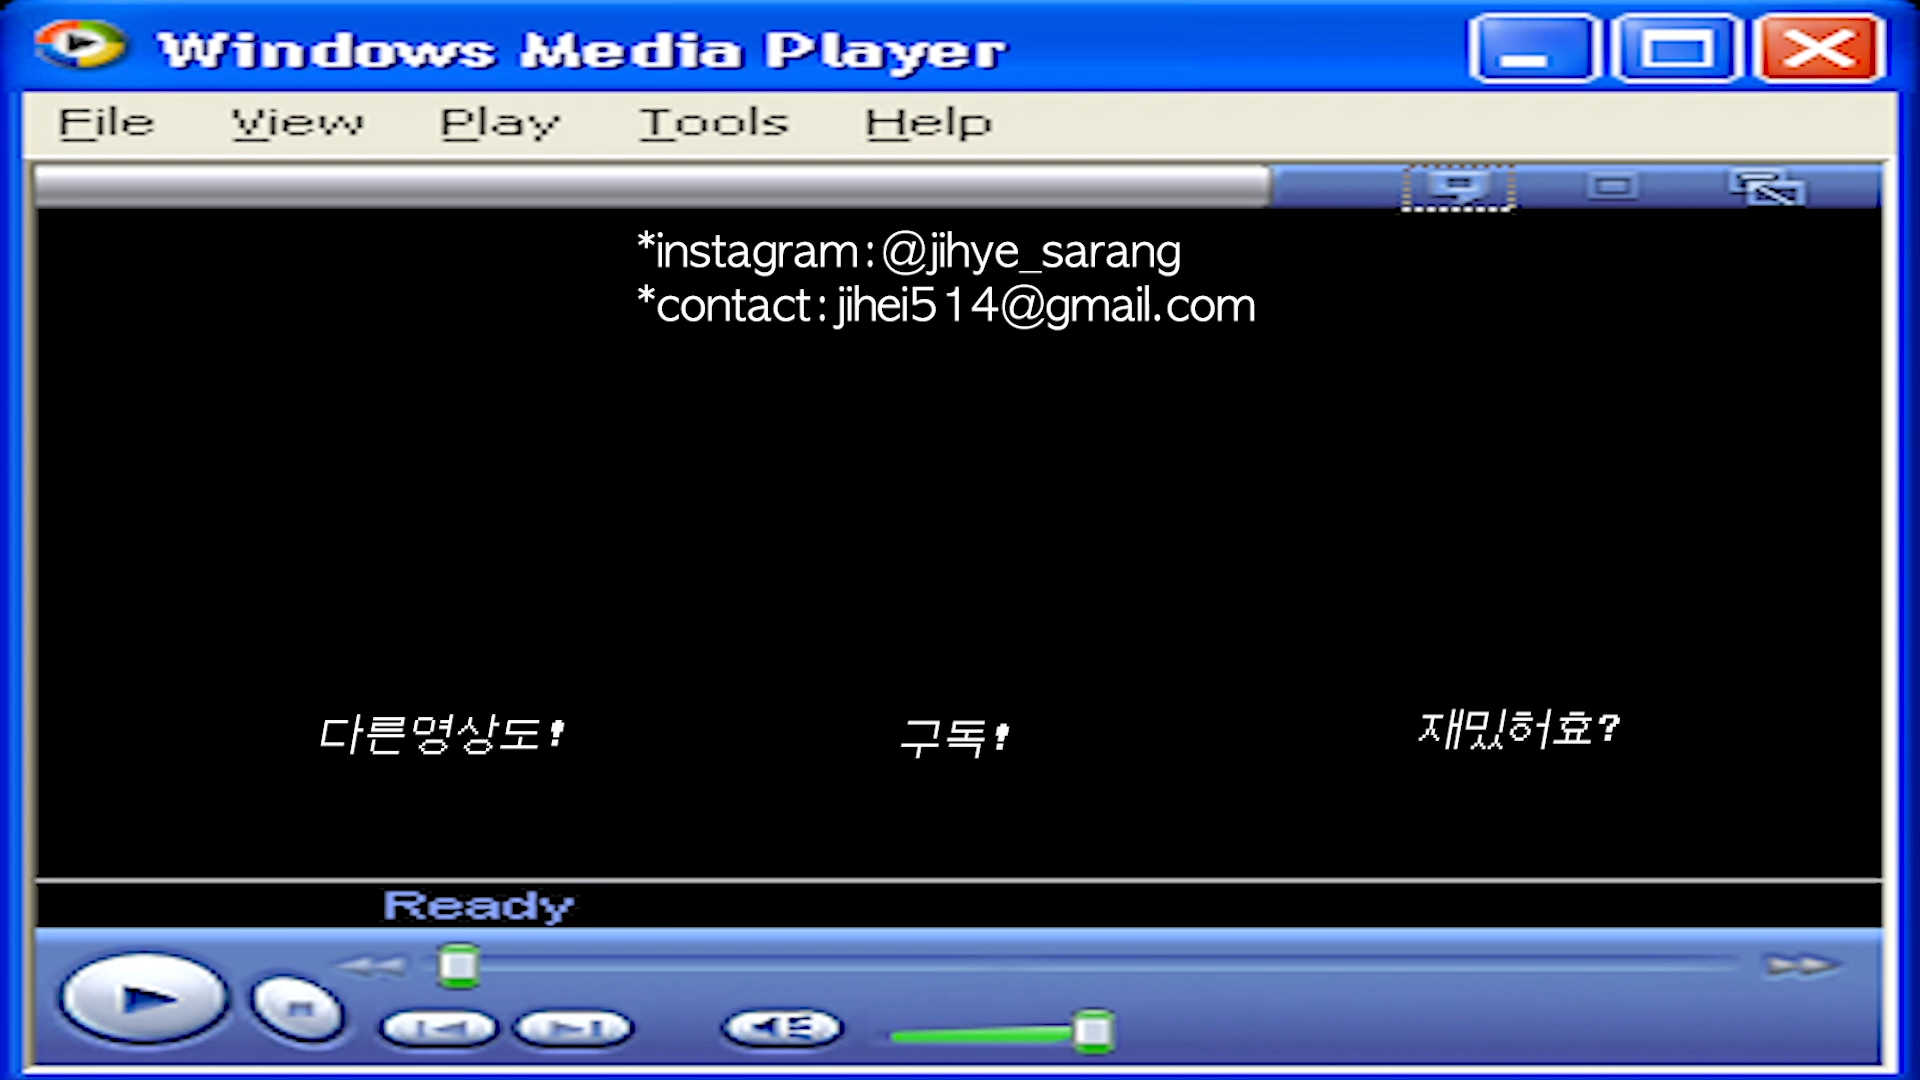 Windows Media Player
File View Play Tools Help
*instagram:@jihye_sarang
*contact:jihei514@gmail.com
다른영상도! 구독! 재밌허효?
Ready